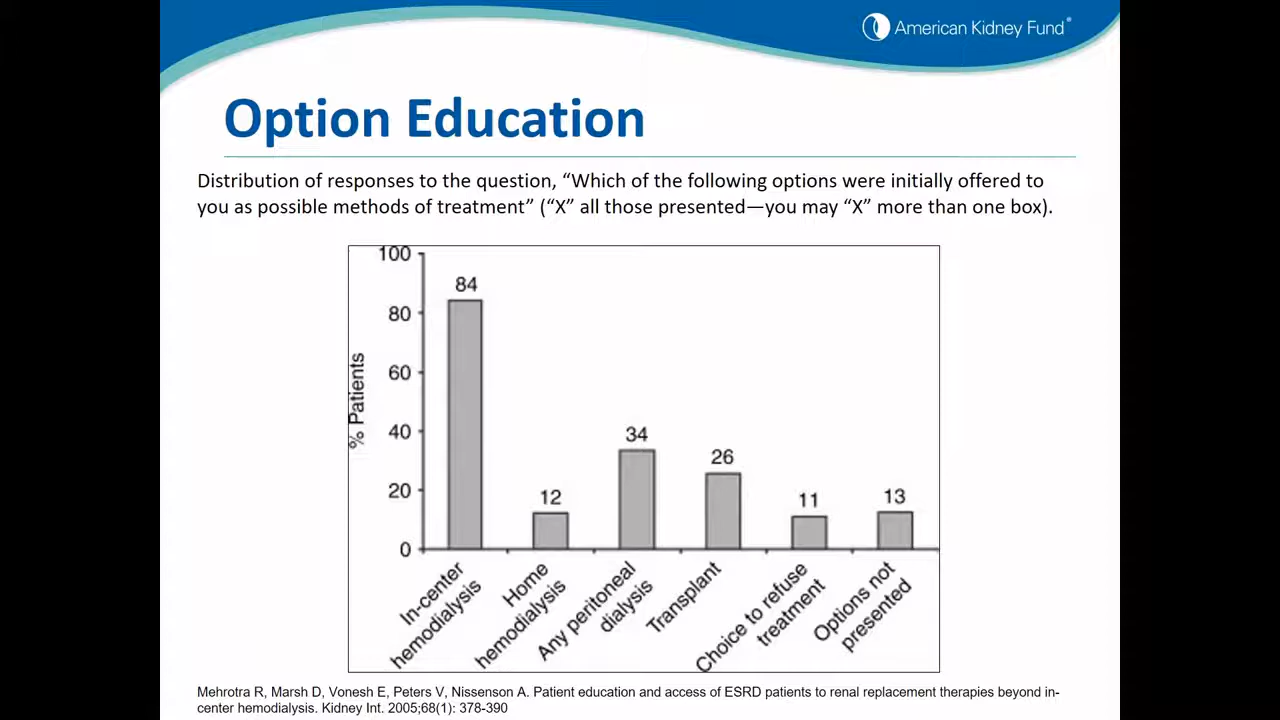 American Kidney Fund®
Option Education
Distribution of responses to the question, “Which of the following options were initially offered to
you as possible methods of treatment” (“X” all those presented—you may “X” more than one box).
100
80
60
40
20
0
% Patients
84
12
34
26
11
13
In-center
hemodialysis
Home
hemodialysis
Any peritoneal
dialysis
Transplant
Choice to refuse
treatment
Options not
presented
Mehrotra R, Marsh D, Vonesh E, Peters V, Nissenson A. Patient education and access of ESRD patients to renal replacement therapies beyond in-
center hemodialysis. Kidney Int. 2005;68(1): 378-390